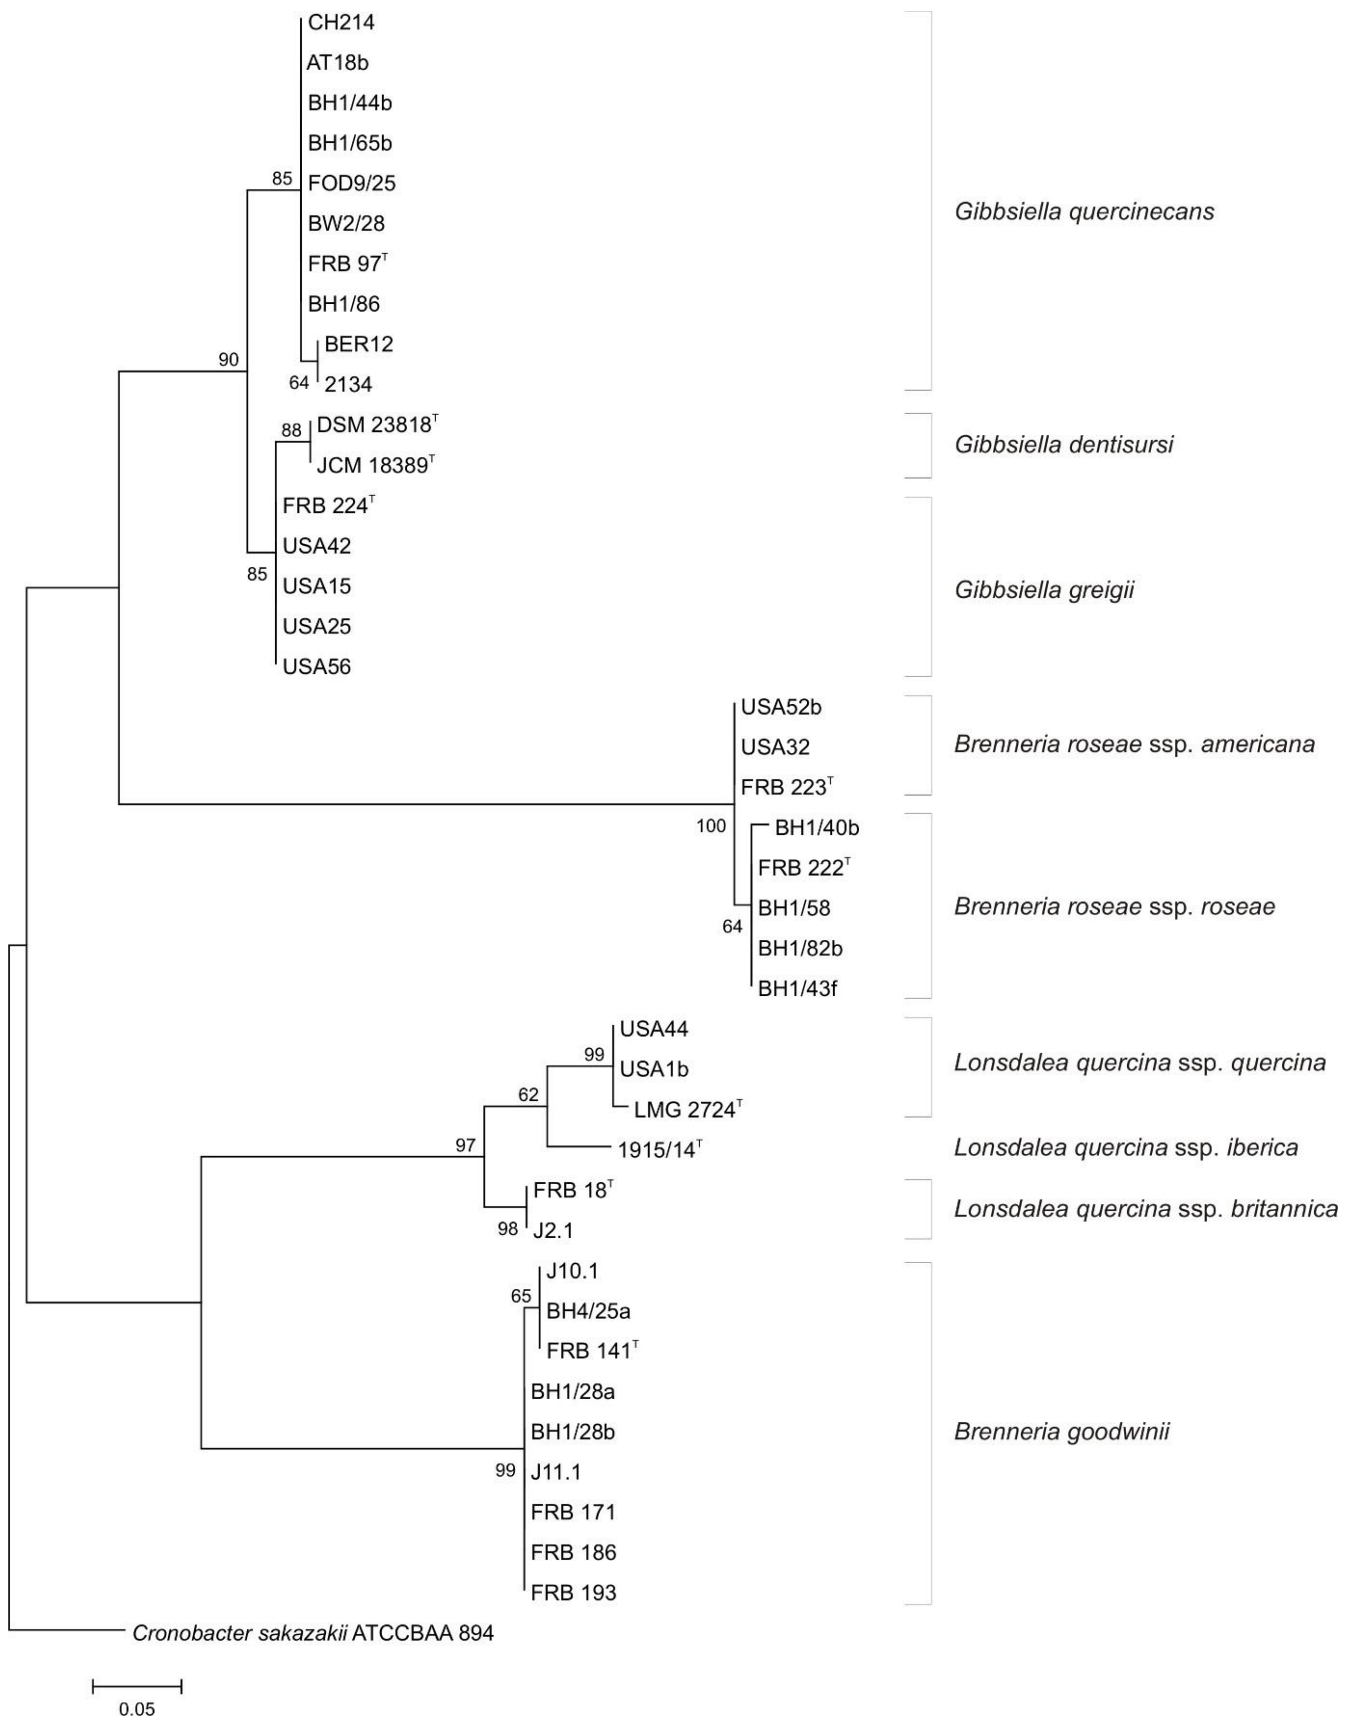 CH214
AT18b
BH1/44b
BH1/65b
85
FOD9/25
Gibbsiella quercinecans
BW2/28
FRB 97ᵀ
BH1/86
BER12
90
64
2134
DSM 23818ᵀ
88
Gibbsiella dentisursi
JCM 18389ᵀ
FRB 224ᵀ
USA42
85
USA15
Gibbsiella greigii
USA25
USA56
USA52b
USA32
Brenneria roseae ssp. americana
FRB 223ᵀ
100
BH1/40b
FRB 222ᵀ
BH1/58
Brenneria roseae ssp. roseae
64
BH1/82b
BH1/43f
USA44
99
USA1b
Lonsdalea quercina ssp. quercina
62
LMG 2724ᵀ
97
1915/14ᵀ
Lonsdalea quercina ssp. iberica
FRB 18ᵀ
Lonsdalea quercina ssp. britannica
98
J2.1
J10.1
65
BH4/25a
FRB 141ᵀ
BH1/28a
BH1/28b
Brenneria goodwinii
99
J11.1
FRB 171
FRB 186
FRB 193
Cronobacter sakazakii ATCCBAA 894
0.05